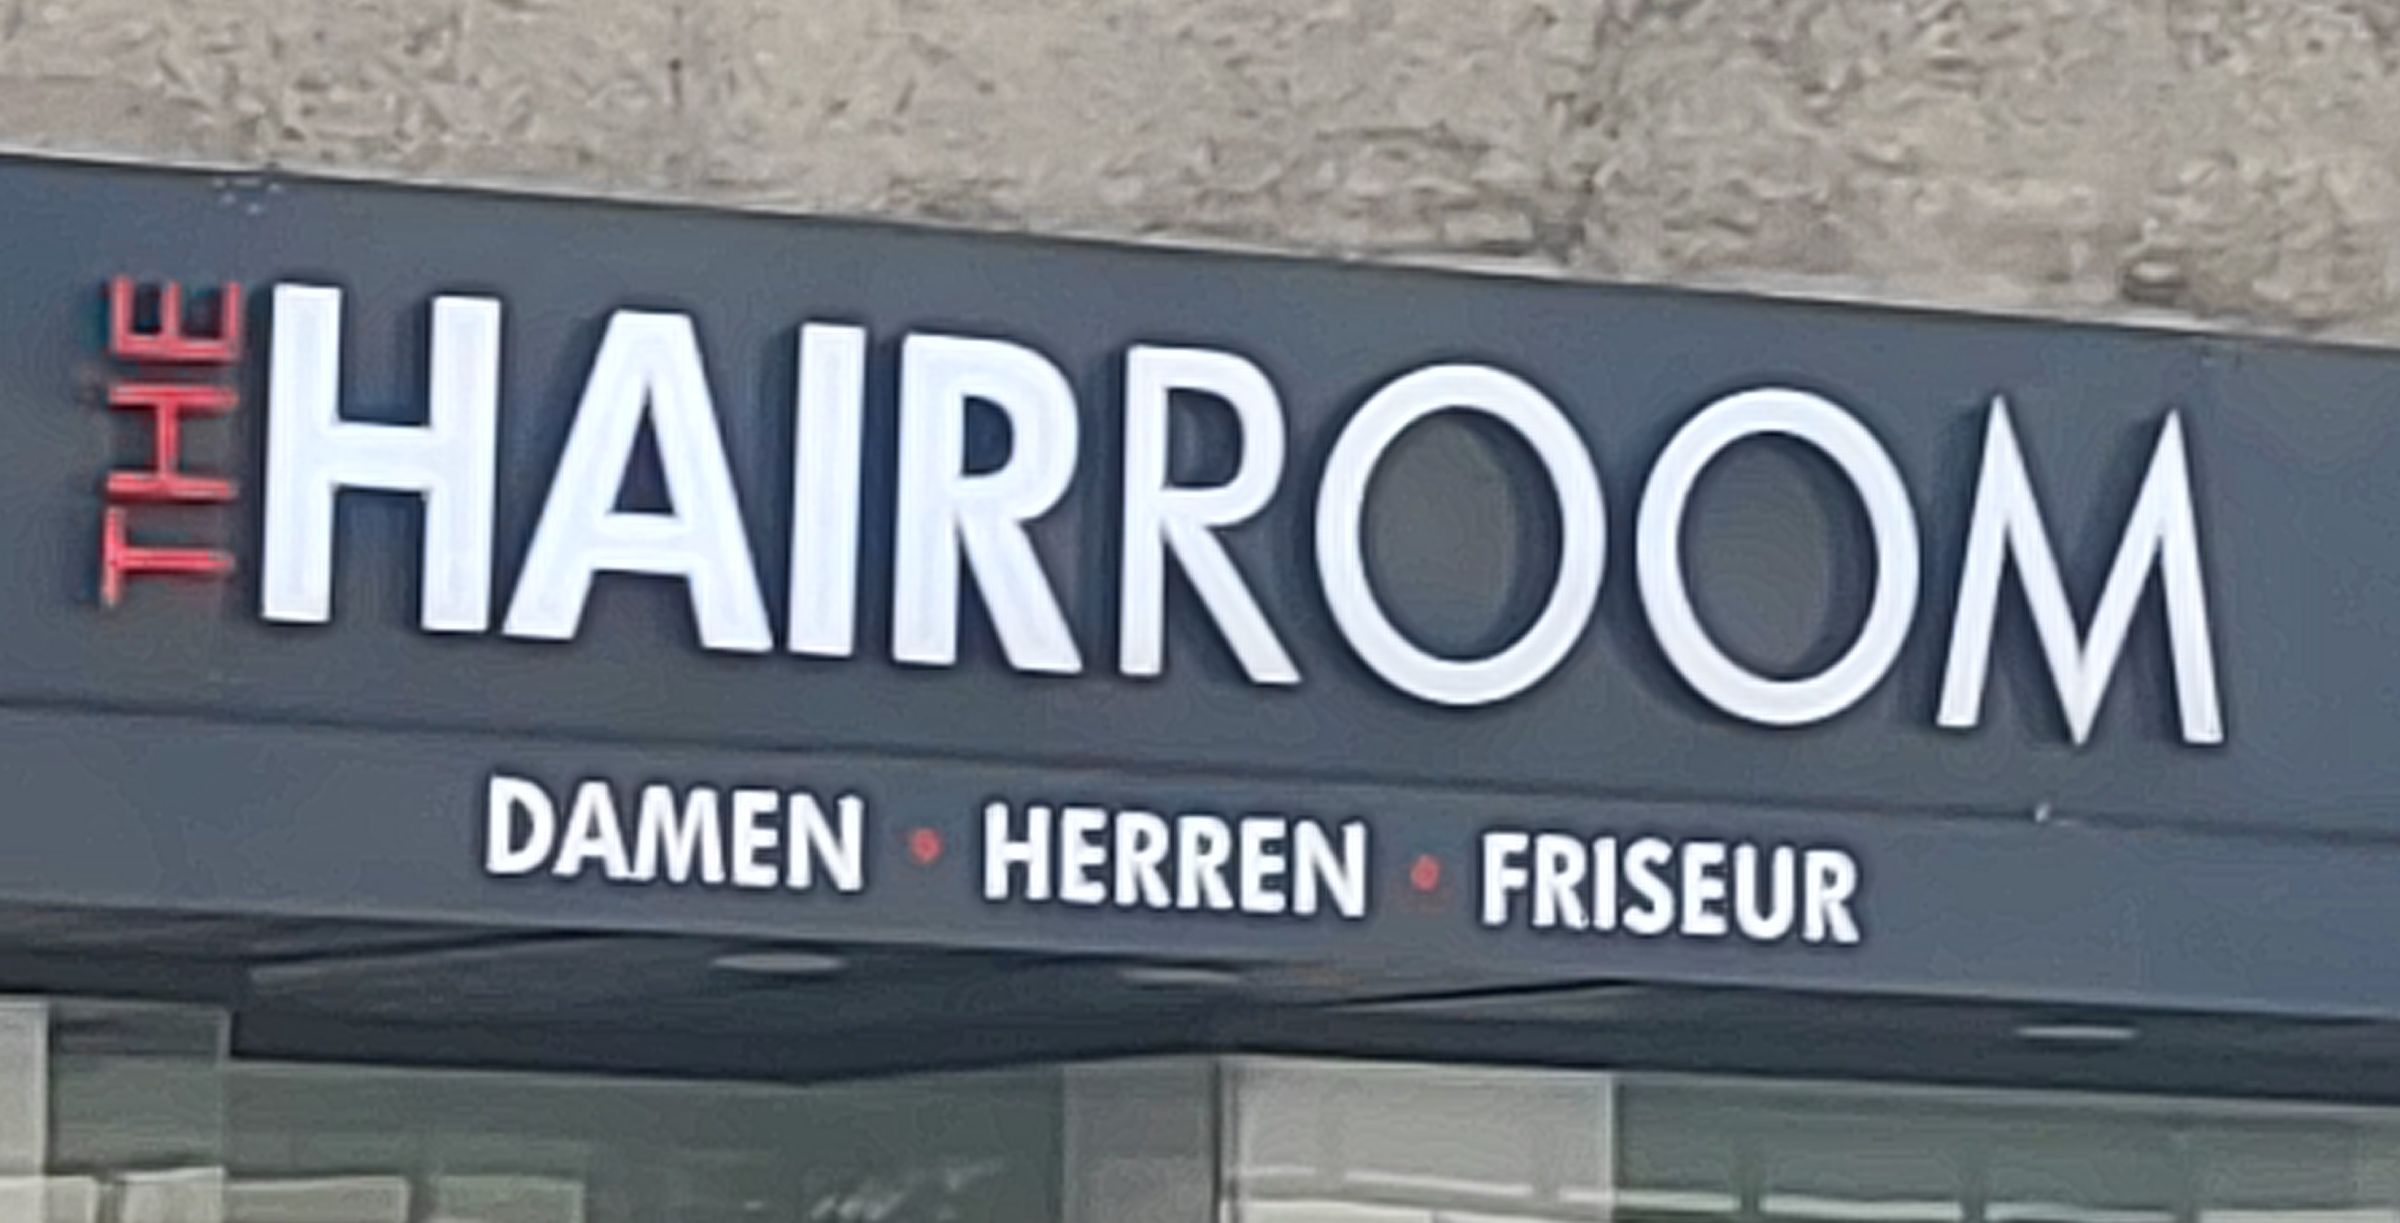 THE
HAIRROOM
DAMEN • HERREN • FRISEUR